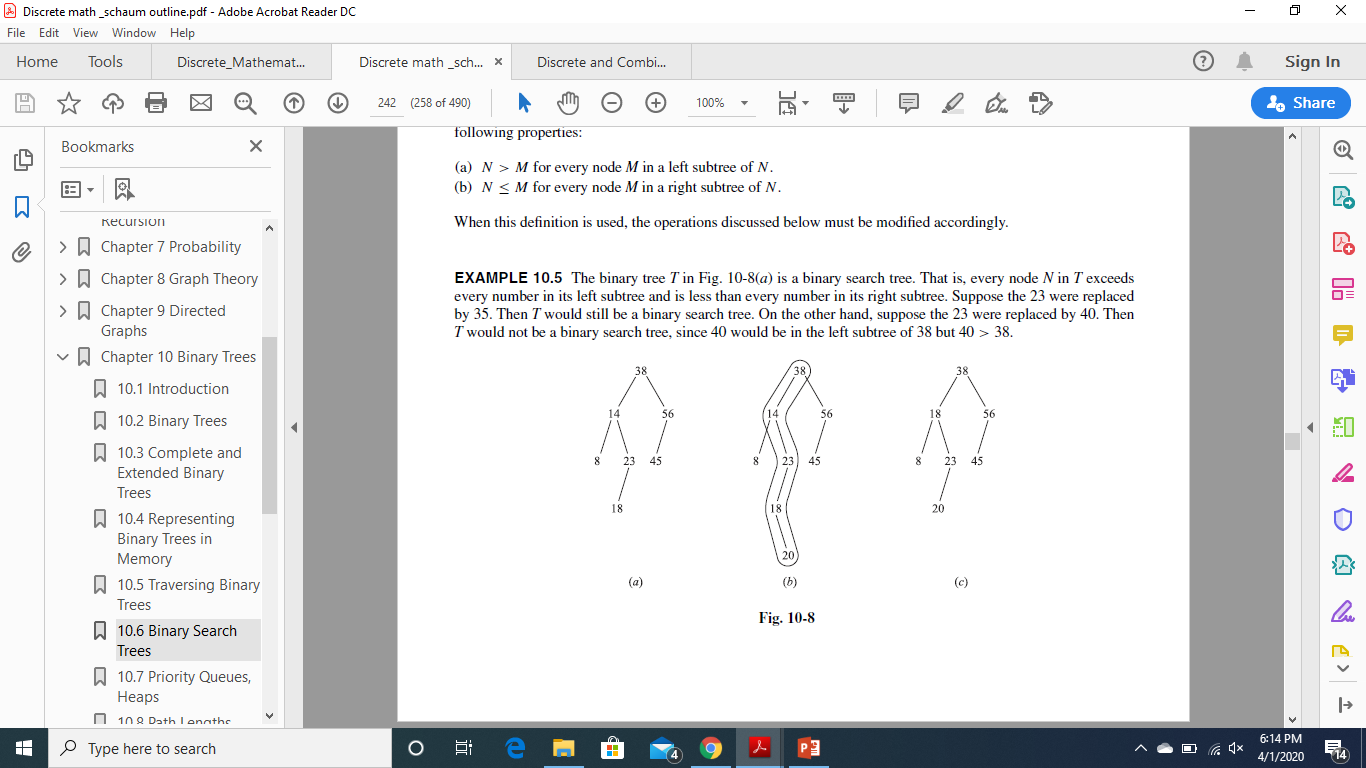 Discrete math _schaum outline.pdf - Adobe Acrobat Reader DC
File Edit View Window Help
Home Tools Discrete_Mathemat... Discrete math _sch... × Discrete and Combi... ? Sign In
242 (258 of 490) 100% Share
Bookmarks
Recursion
Chapter 7 Probability
Chapter 8 Graph Theory
Chapter 9 Directed
Graphs
Chapter 10 Binary Trees
10.1 Introduction
10.2 Binary Trees
10.3 Complete and
Extended Binary
Trees
10.4 Representing
Binary Trees in
Memory
10.5 Traversing Binary
Trees
10.6 Binary Search
Trees
10.7 Priority Queues,
Heaps
10.8 Path Lengths
following properties:
(a) N > M for every node M in a left subtree of N.
(b) N ≤ M for every node M in a right subtree of N.
When this definition is used, the operations discussed below must be modified accordingly.
EXAMPLE 10.5 The binary tree T in Fig. 10-8(a) is a binary search tree. That is, every node N in T exceeds
every number in its left subtree and is less than every number in its right subtree. Suppose the 23 were replaced
by 35. Then T would still be a binary search tree. On the other hand, suppose the 23 were replaced by 40. Then
T would not be a binary search tree, since 40 would be in the left subtree of 38 but 40 > 38.
38 38 38
14 56 14 56 18 56
8 23 45 8 23 45 8 23 45
18 18 20
20
(a) (b) (c)
Fig. 10-8
Type here to search
4
6:14 PM
4/1/2020
14